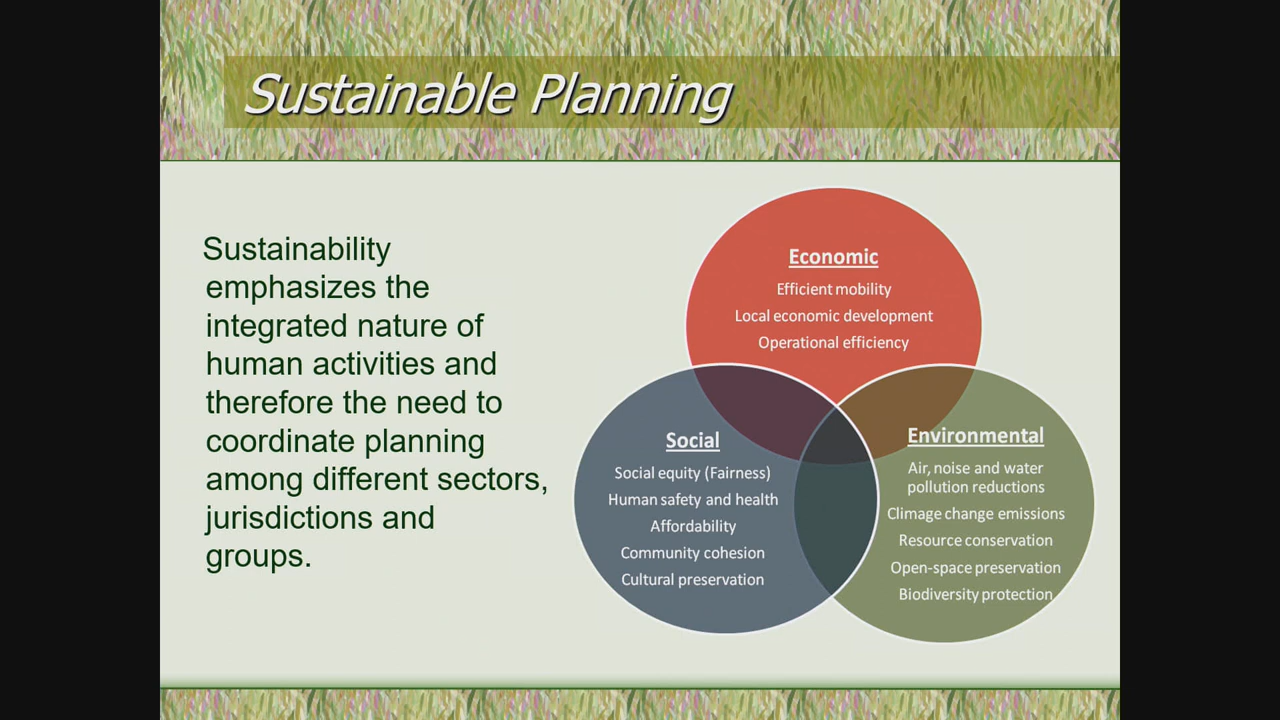 Sustainable Planning
Sustainability
emphasizes the
integrated nature of
human activities and
therefore the need to
coordinate planning
among different sectors,
jurisdictions and
groups.
Economic
Efficient mobility
Local economic development
Operational efficiency
Social
Social equity (Fairness)
Human safety and health
Affordability
Community cohesion
Cultural preservation
Environmental
Air, noise and water
pollution reductions
Climage change emissions
Resource conservation
Open-space preservation
Biodiversity protection